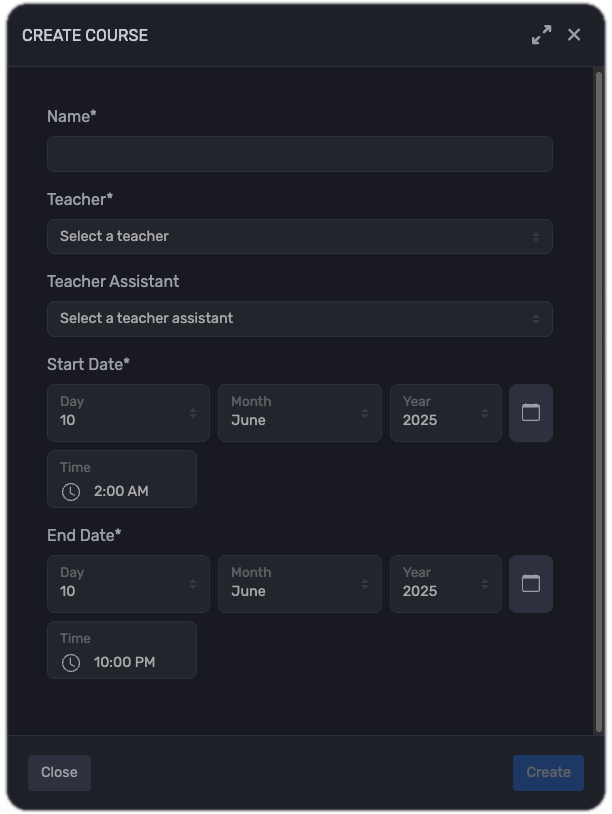 CREATE COURSE
Name*
Teacher*
Select a teacher
Teacher Assistant
Select a teacher assistant
Start Date*
Day Month Year
10 June 2025
Time
2:00 AM
End Date*
Day Month Year
10 June 2025
Time
10:00 PM
Close Create